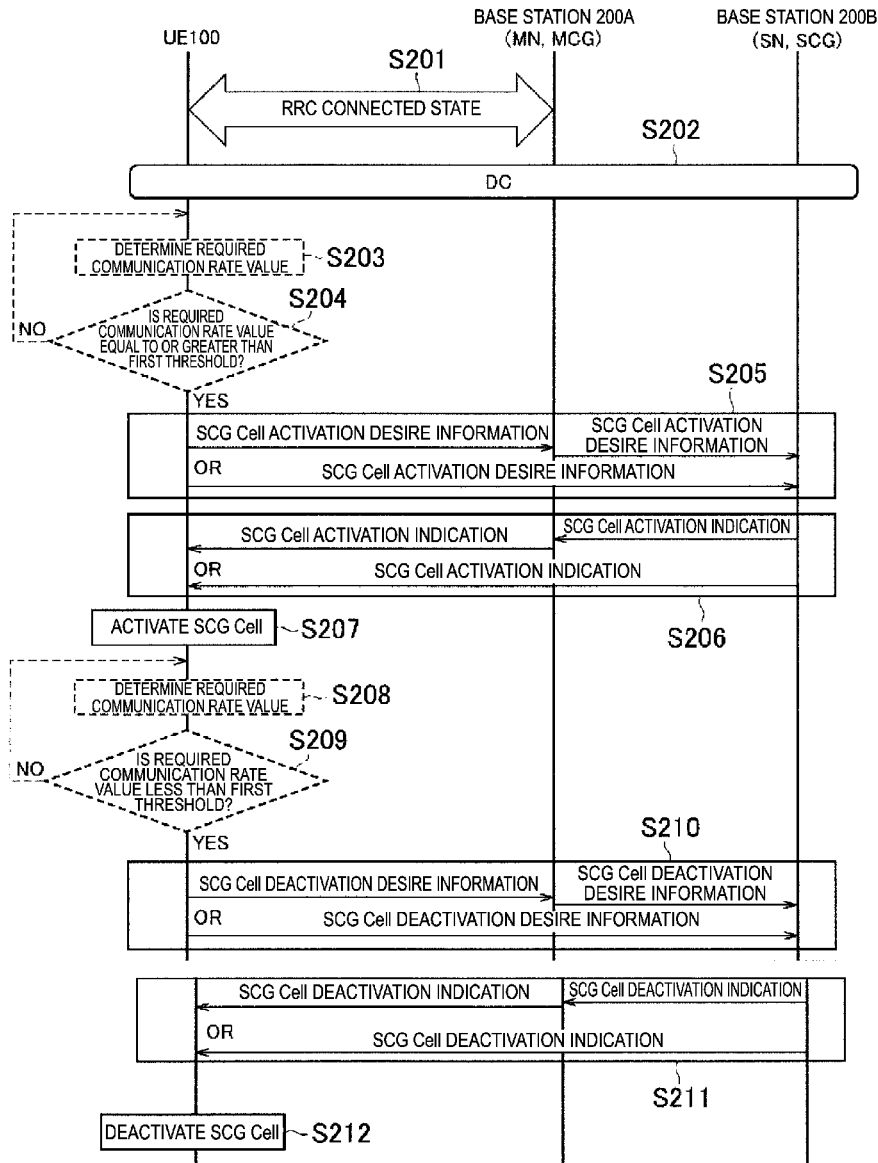 UE100
BASE STATION 200A
(MN, MCG)
BASE STATION 200B
(SN, SCG)
S201
RRC CONNECTED STATE
S202
DC
DETERMINE REQUIRED
COMMUNICATION RATE VALUE
S203
S204
IS REQUIRED
COMMUNICATION RATE VALUE
EQUAL TO OR GREATER THAN
FIRST THRESHOLD?
NO
YES
S205
SCG Cell ACTIVATION DESIRE INFORMATION
SCG Cell ACTIVATION
DESIRE INFORMATION
OR
SCG Cell ACTIVATION DESIRE INFORMATION
SCG Cell ACTIVATION INDICATION
SCG Cell ACTIVATION INDICATION
OR
SCG Cell ACTIVATION INDICATION
S206
ACTIVATE SCG Cell
S207
DETERMINE REQUIRED
COMMUNICATION RATE VALUE
S208
S209
IS REQUIRED
COMMUNICATION RATE
VALUE LESS THAN FIRST
THRESHOLD?
NO
YES
S210
SCG Cell DEACTIVATION DESIRE INFORMATION
SCG Cell DEACTIVATION
DESIRE INFORMATION
OR
SCG Cell DEACTIVATION DESIRE INFORMATION
SCG Cell DEACTIVATION INDICATION
SCG Cell DEACTIVATION INDICATION
OR
SCG Cell DEACTIVATION INDICATION
S211
DEACTIVATE SCG Cell
S212